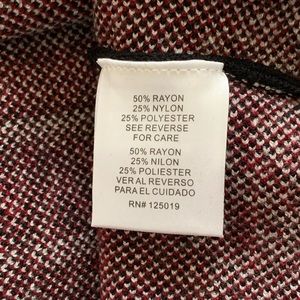 50% RAYON
25% NYLON
25% POLYESTER
SEE REVERSE
FOR CARE
50% RAYON
25% NILON
25% POLIESTER
VER AL REVERSO
PARA EL CUIDADO
RN# 125019